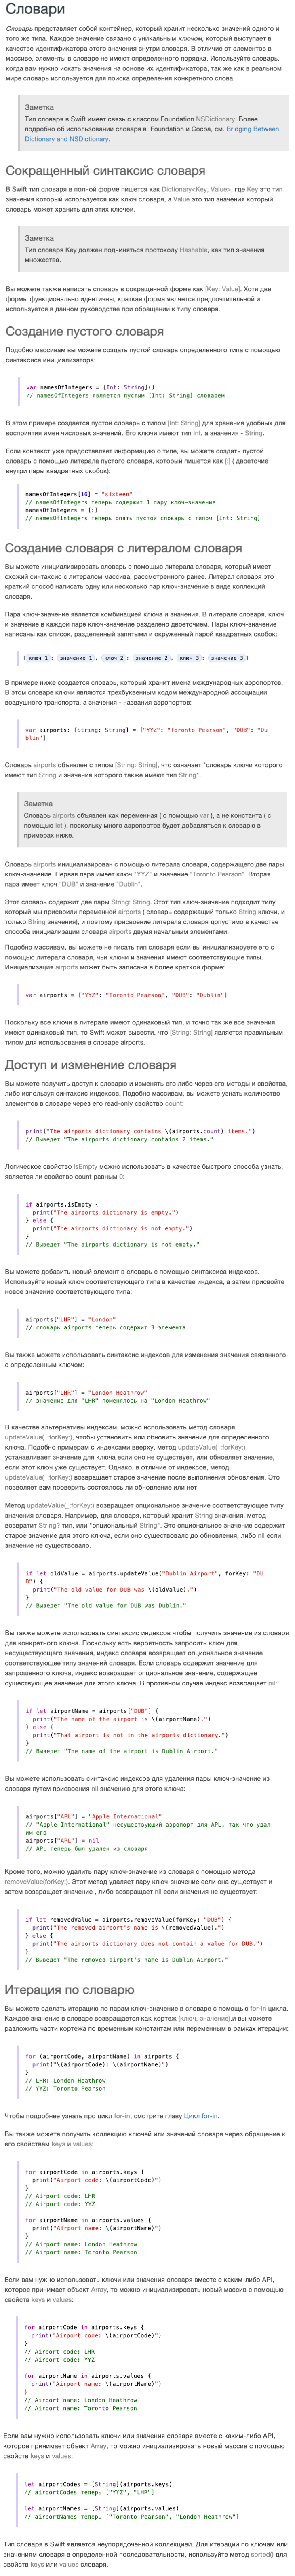 Словари
Словарь представляет собой контейнер, который хранит несколько значений одного и
того же типа. Каждое значение связано с уникальным ключом, который выступает в
качестве идентификатора этого значения внутри словаря. В отличие от элементов в
массиве, элементы в словаре не имеют определенного порядка. Используйте словарь,
когда вам нужно искать значения на основе их идентификатора, так же как в реальном
мире словарь используется для поиска определения конкретного слова.
Заметка
Тип словаря в Swift имеет связь с классом Foundation NSDictionary. Более
подробно об использовании словаря в Foundation и Cocoa, см. Bridging Between
Dictionary and NSDictionary.
Сокращенный синтаксис словаря
В Swift тип словаря в полной форме пишется как Dictionary<Key, Value>, где Key это тип
значения который используется как ключ словаря, а Value это тип значения который
словарь может хранить для этих ключей.
Заметка
Тип словаря Key должен подчиняться протоколу Hashable, как тип значения
множества.
Вы можете также написать словарь в сокращенной форме как [Key: Value]. Хотя две
формы функционально идентичны, краткая форма является предпочтительной и
используется в данном руководстве при обращении к типу словаря.
Создание пустого словаря
Подобно массивам вы можете создать пустой словарь определенного типа с помощью
синтаксиса инициализатора:
var namesOfIntegers = [Int: String]()
// namesOfIntegers является пустым [Int: String] словарем
В этом примере создается пустой словарь с типом [Int: String] для хранения удобных для
восприятия имен числовых значений. Его ключи имеют тип Int, а значения - String.
Если контекст уже предоставляет информацию о типе, вы можете создать пустой
словарь с помощью литерала пустого словаря, который пишется как [:] ( двоеточие
внутри пары квадратных скобок):
namesOfIntegers[16] = "sixteen"
// namesOfIntegers теперь содержит 1 пару ключ-значение
namesOfIntegers = [:]
// namesOfIntegers теперь опять пустой словарь с типом [Int: String]
Создание словаря с литералом словаря
Вы можете инициализировать словарь с помощью литерала словаря, который имеет
схожий синтаксис с литералом массива, рассмотренного ранее. Литерал словаря это
краткий способ написать одну или несколько пар ключ-значение в виде коллекций
словаря.
Пара ключ-значение является комбинацией ключа и значения. В литерале словаря, ключ
и значение в каждой паре ключ-значение разделено двоеточием. Пары ключ-значение
написаны как список, разделенный запятыми и окруженный парой квадратных скобок:
[ ключ 1 : значение 1 , ключ 2 : значение 2 , ключ 3 : значение 3 ]
В примере ниже создается словарь, который хранит имена международных аэропортов.
В этом словаре ключи являются трехбуквенным кодом международной ассоциации
воздушного транспорта, а значения - названия аэропортов:
var airports: [String: String] = ["YYZ": "Toronto Pearson", "DUB": "Du
blin"]
Словарь airports объявлен с типом [String: String], что означает "словарь ключи которого
имеют тип String и значения которого также имеют тип String".
Заметка
Словарь airports объявлен как переменная ( с помощью var ), а не константа ( с
помощью let ), поскольку много аэропортов будет добавляться к словарю в
примерах ниже.
Словарь airports инициализирован с помощью литерала словаря, содержащего две пары
ключ-значение. Первая пара имеет ключ "YYZ" и значение "Toronto Pearson". Вторая
пара имеет ключ "DUB" и значение "Dublin".
Этот словарь содержит две пары String: String. Этот тип ключ-значение подходит типу
который мы присвоили переменной airports ( словарь содержащий только String ключи, и
только String значения), и поэтому присвоение литерала словаря допустимо в качестве
способа инициализации словаря airports двумя начальными элементами.
Подобно массивам, вы можете не писать тип словаря если вы инициализируете его с
помощью литерала словаря, чьи ключи и значения имеют соответствующие типы.
Инициализация airports может быть записана в более краткой форме:
var airports = ["YYZ": "Toronto Pearson", "DUB": "Dublin"]
Поскольку все ключи в литерале имеют одинаковый тип, и точно так же все значения
имеют одинаковый тип, то Swift может вывести, что [String: String] является правильным
типом для использования в словаре airports.
Доступ и изменение словаря
Вы можете получить доступ к словарю и изменять его либо через его методы и свойства,
либо используя синтаксис индексов. Подобно массивам, вы можете узнать количество
элементов в словаре через его read-only свойство count:
print("The airports dictionary contains \(airports.count) items.")
// Выведет "The airports dictionary contains 2 items."
Логическое свойство isEmpty можно использовать в качестве быстрого способа узнать,
является ли свойство count равным 0:
if airports.isEmpty {
print("The airports dictionary is empty.")
} else {
print("The airports dictionary is not empty.")
}
// Выведет "The airports dictionary is not empty."
Вы можете добавить новый элемент в словарь с помощью синтаксиса индексов.
Используйте новый ключ соответствующего типа в качестве индекса, а затем присвойте
новое значение соответствующего типа:
airports["LHR"] = "London"
// словарь airports теперь содержит 3 элемента
Вы также можете использовать синтаксис индексов для изменения значения связанного
с определенным ключом:
airports["LHR"] = "London Heathrow"
// значение для "LHR" поменялось на "London Heathrow"
В качестве альтернативы индексам, можно использовать метод словаря
updateValue(_:forKey:), чтобы установить или обновить значение для определенного
ключа. Подобно примерам с индексами вверху, метод updateValue(_:forKey:)
устанавливает значение для ключа если оно не существует, или обновляет значение,
если этот ключ уже существует. Однако, в отличие от индексов, метод
updateValue(_:forKey:) возвращает старое значение после выполнения обновления. Это
позволяет вам проверить состоялось ли обновление или нет.
Метод updateValue(_:forKey:) возвращает опциональное значение соответствующее типу
значения словаря. Например, для словаря, который хранит String значения, метод
возвратит String? тип, или "опциональный String". Это опциональное значение содержит
старое значение для этого ключа, если оно существовало до обновления, либо nil если
значение не существовало.
if let oldValue = airports.updateValue("Dublin Airport", forKey: "DU
B") {
print("The old value for DUB was \(oldValue).")
}
// Выведет "The old value for DUB was Dublin."
Вы также можете использовать синтаксис индексов чтобы получить значение из словаря
для конкретного ключа. Поскольку есть вероятность запросить ключ для
несуществующего значения, индекс словаря возвращает опциональное значение
соответствующее типу значений словаря. Если словарь содержит значение для
запрошенного ключа, индекс возвращает опциональное значение, содержащее
существующее значение для этого ключа. В противном случае индекс возвращает nil:
if let airportName = airports["DUB"] {
print("The name of the airport is \(airportName).")
} else {
print("That airport is not in the airports dictionary.")
}
// Выведет "The name of the airport is Dublin Airport."
Вы можете использовать синтаксис индексов для удаления пары ключ-значение из
словаря путем присвоения nil значению для этого ключа:
airports["APL"] = "Apple International"
// "Apple International" несуществующий аэропорт для APL, так что удал
им его
airports["APL"] = nil
// APL теперь был удален из словаря
Кроме того, можно удалить пару ключ-значение из словаря с помощью метода
removeValue(forKey:). Этот метод удаляет пару ключ-значение если она существует и
затем возвращает значение , либо возвращает nil если значения не существует:
if let removedValue = airports.removeValue(forKey: "DUB") {
print("The removed airport's name is \(removedValue).")
} else {
print("The airports dictionary does not contain a value for DUB.")
}
// Выведет "The removed airport's name is Dublin Airport."
Итерация по словарю
Вы можете сделать итерацию по парам ключ-значение в словаре с помощью for-in цикла.
Каждое значение в словаре возвращается как кортеж (ключ, значение),и вы можете
разложить части кортежа по временным константам или переменным в рамках итерации:
for (airportCode, airportName) in airports {
print("\(airportCode): \(airportName)")
}
// LHR: London Heathrow
// YYZ: Toronto Pearson
Чтобы подробнее узнать про цикл for-in, смотрите главу Цикл for-in.
Вы также можете получить коллекцию ключей или значений словаря через обращение к
его свойствам keys и values:
for airportCode in airports.keys {
print("Airport code: \(airportCode)")
}
// Airport code: LHR
// Airport code: YYZ
for airportName in airports.values {
print("Airport name: \(airportName)")
}
// Airport name: London Heathrow
// Airport name: Toronto Pearson
Если вам нужно использовать ключи или значения словаря вместе с каким-либо API,
которое принимает объект Array, то можно инициализировать новый массив с помощью
свойств keys и values:
for airportCode in airports.keys {
print("Airport code: \(airportCode)")
}
// Airport code: LHR
// Airport code: YYZ
for airportName in airports.values {
print("Airport name: \(airportName)")
}
// Airport name: London Heathrow
// Airport name: Toronto Pearson
Если вам нужно использовать ключи или значения словаря вместе с каким-либо API,
которое принимает объект Array, то можно инициализировать новый массив с помощью
свойств keys и values:
let airportCodes = [String](airports.keys)
// airportCodes теперь ["YYZ", "LHR"]
let airportNames = [String](airports.values)
// airportNames теперь ["Toronto Pearson", "London Heathrow"]
Тип словаря в Swift является неупорядоченной коллекцией. Для итерации по ключам или
значениям словаря в определенной последовательности, используйте метод sorted() для
свойств keys или values словаря.